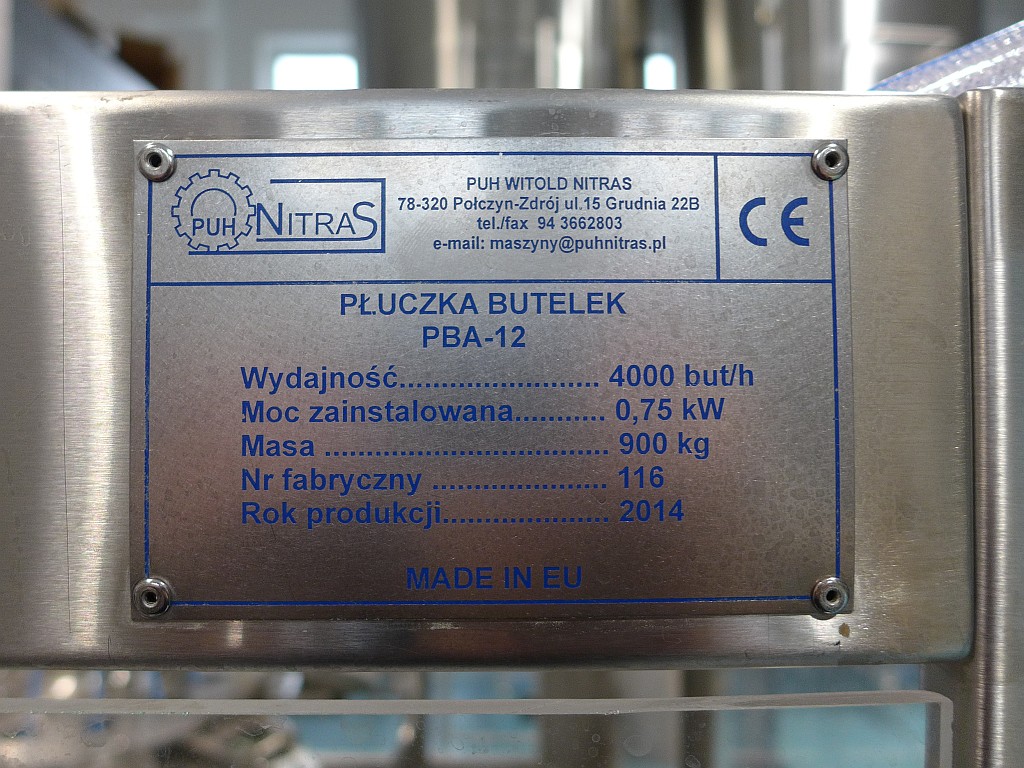 PUH NITRAS
PUH WITOLD NITRAS
78-320 Połczyn-Zdrój ul.15 Grudnia 22B
tel./fax 94 3662803
e-mail: maszyny@puhnitras.pl
CE
PŁUCZKA BUTELEK
PBA-12
Wydajność........................ 4000 but/h
Moc zainstalowana........... 0,75 kW
Masa .................................. 900 kg
Nr fabryczny ..................... 116
Rok produkcji.................... 2014
MADE IN EU